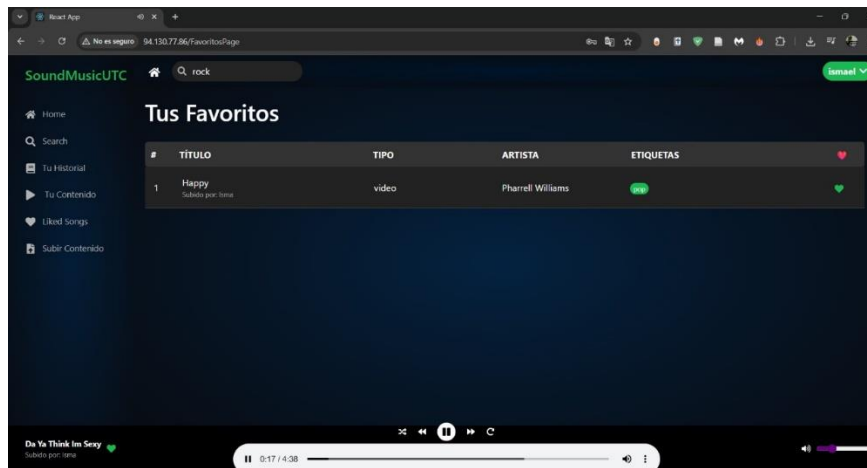 React App
No es seguro 94.130.77.86/FavoritosPage
SoundMusicUTC rock ismael
Tus Favoritos
Home
Search
Tu Historial
Tu Contenido
Liked Songs
Subir Contenido
# TÍTULO TIPO ARTISTA ETIQUETAS
1 Happy video Pharrell Williams pop
Subido por: Isma
Da Ya Think Im Sexy
Subido por: Isma
0:17 / 4:38